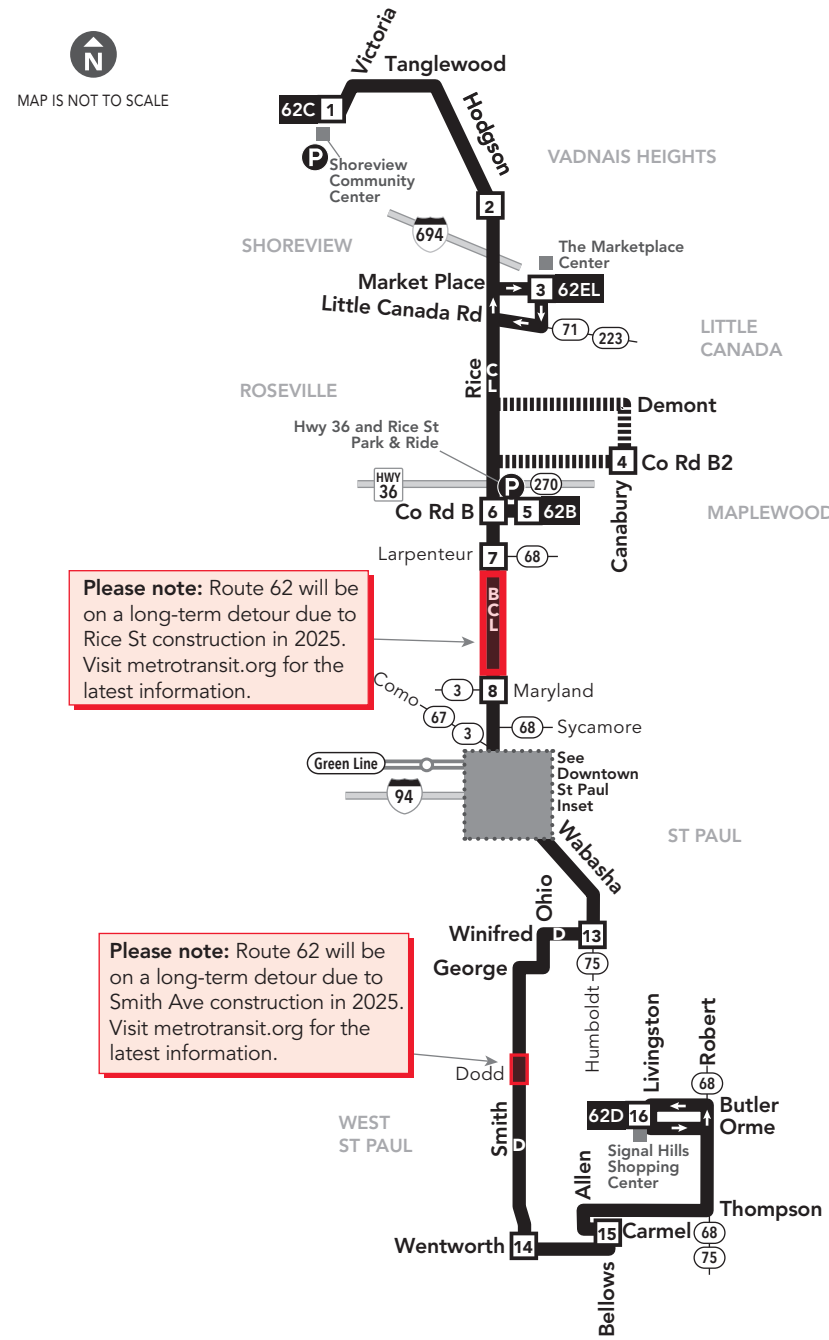 Victoria
Tanglewood
N
MAP IS NOT TO SCALE
62C 1
Hodgson
P
Shoreview
Community
Center
VADNAIS HEIGHTS
2
694
SHOREVIEW
The Marketplace
Center
Market Place
3 62EL
Little Canada Rd
71
223
LITTLE
CANADA
Rice
C
L
ROSEVILLE
Demont
Hwy 36 and Rice St
Park & Ride
4 Co Rd B2
HWY
36
P
270
Co Rd B
6
5 62B
Canabury
MAPLEWOOD
Larpenteur
7
68
Please note: Route 62 will be
on a long-term detour due to
Rice St construction in 2025.
Visit metrotransit.org for the
latest information.
B
C
L
3
8
Maryland
Como
67
3
68
Sycamore
Green Line
94
See
Downtown
St Paul
Inset
Wabasha
ST PAUL
Ohio
Winifred
D
13
75
George
Humboldt
Please note: Route 62 will be
on a long-term detour due to
Smith Ave construction in 2025.
Visit metrotransit.org for the
latest information.
Dodd
Livingston
Robert
68
62D 16
Butler
Orme
WEST
ST PAUL
Smith
D
Signal Hills
Shopping
Center
Allen
Thompson
Wentworth
14
15
Carmel
68
75
Bellows